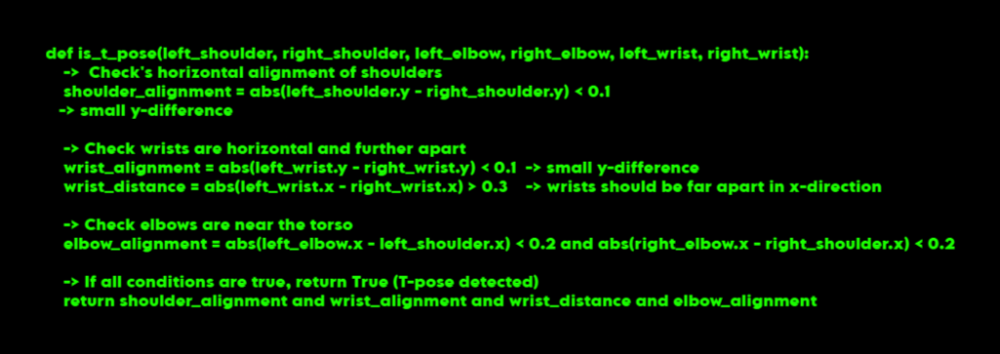 def is_t_pose(left_shoulder, right_shoulder, left_elbow, right_elbow, left_wrist, right_wrist):
-> Check's horizontal alignment of shoulders
shoulder_alignment = abs(left_shoulder.y - right_shoulder.y) < 0.1
-> small y-difference
-> Check wrists are horizontal and further apart
wrist_alignment = abs(left_wrist.y - right_wrist.y) < 0.1 -> small y-difference
wrist_distance = abs(left_wrist.x - right_wrist.x) > 0.3 -> wrists should be far apart in x-direction
-> Check elbows are near the torso
elbow_alignment = abs(left_elbow.x - left_shoulder.x) < 0.2 and abs(right_elbow.x - right_shoulder.x) < 0.2
-> If all conditions are true, return True (T-pose detected)
return shoulder_alignment and wrist_alignment and wrist_distance and elbow_alignment